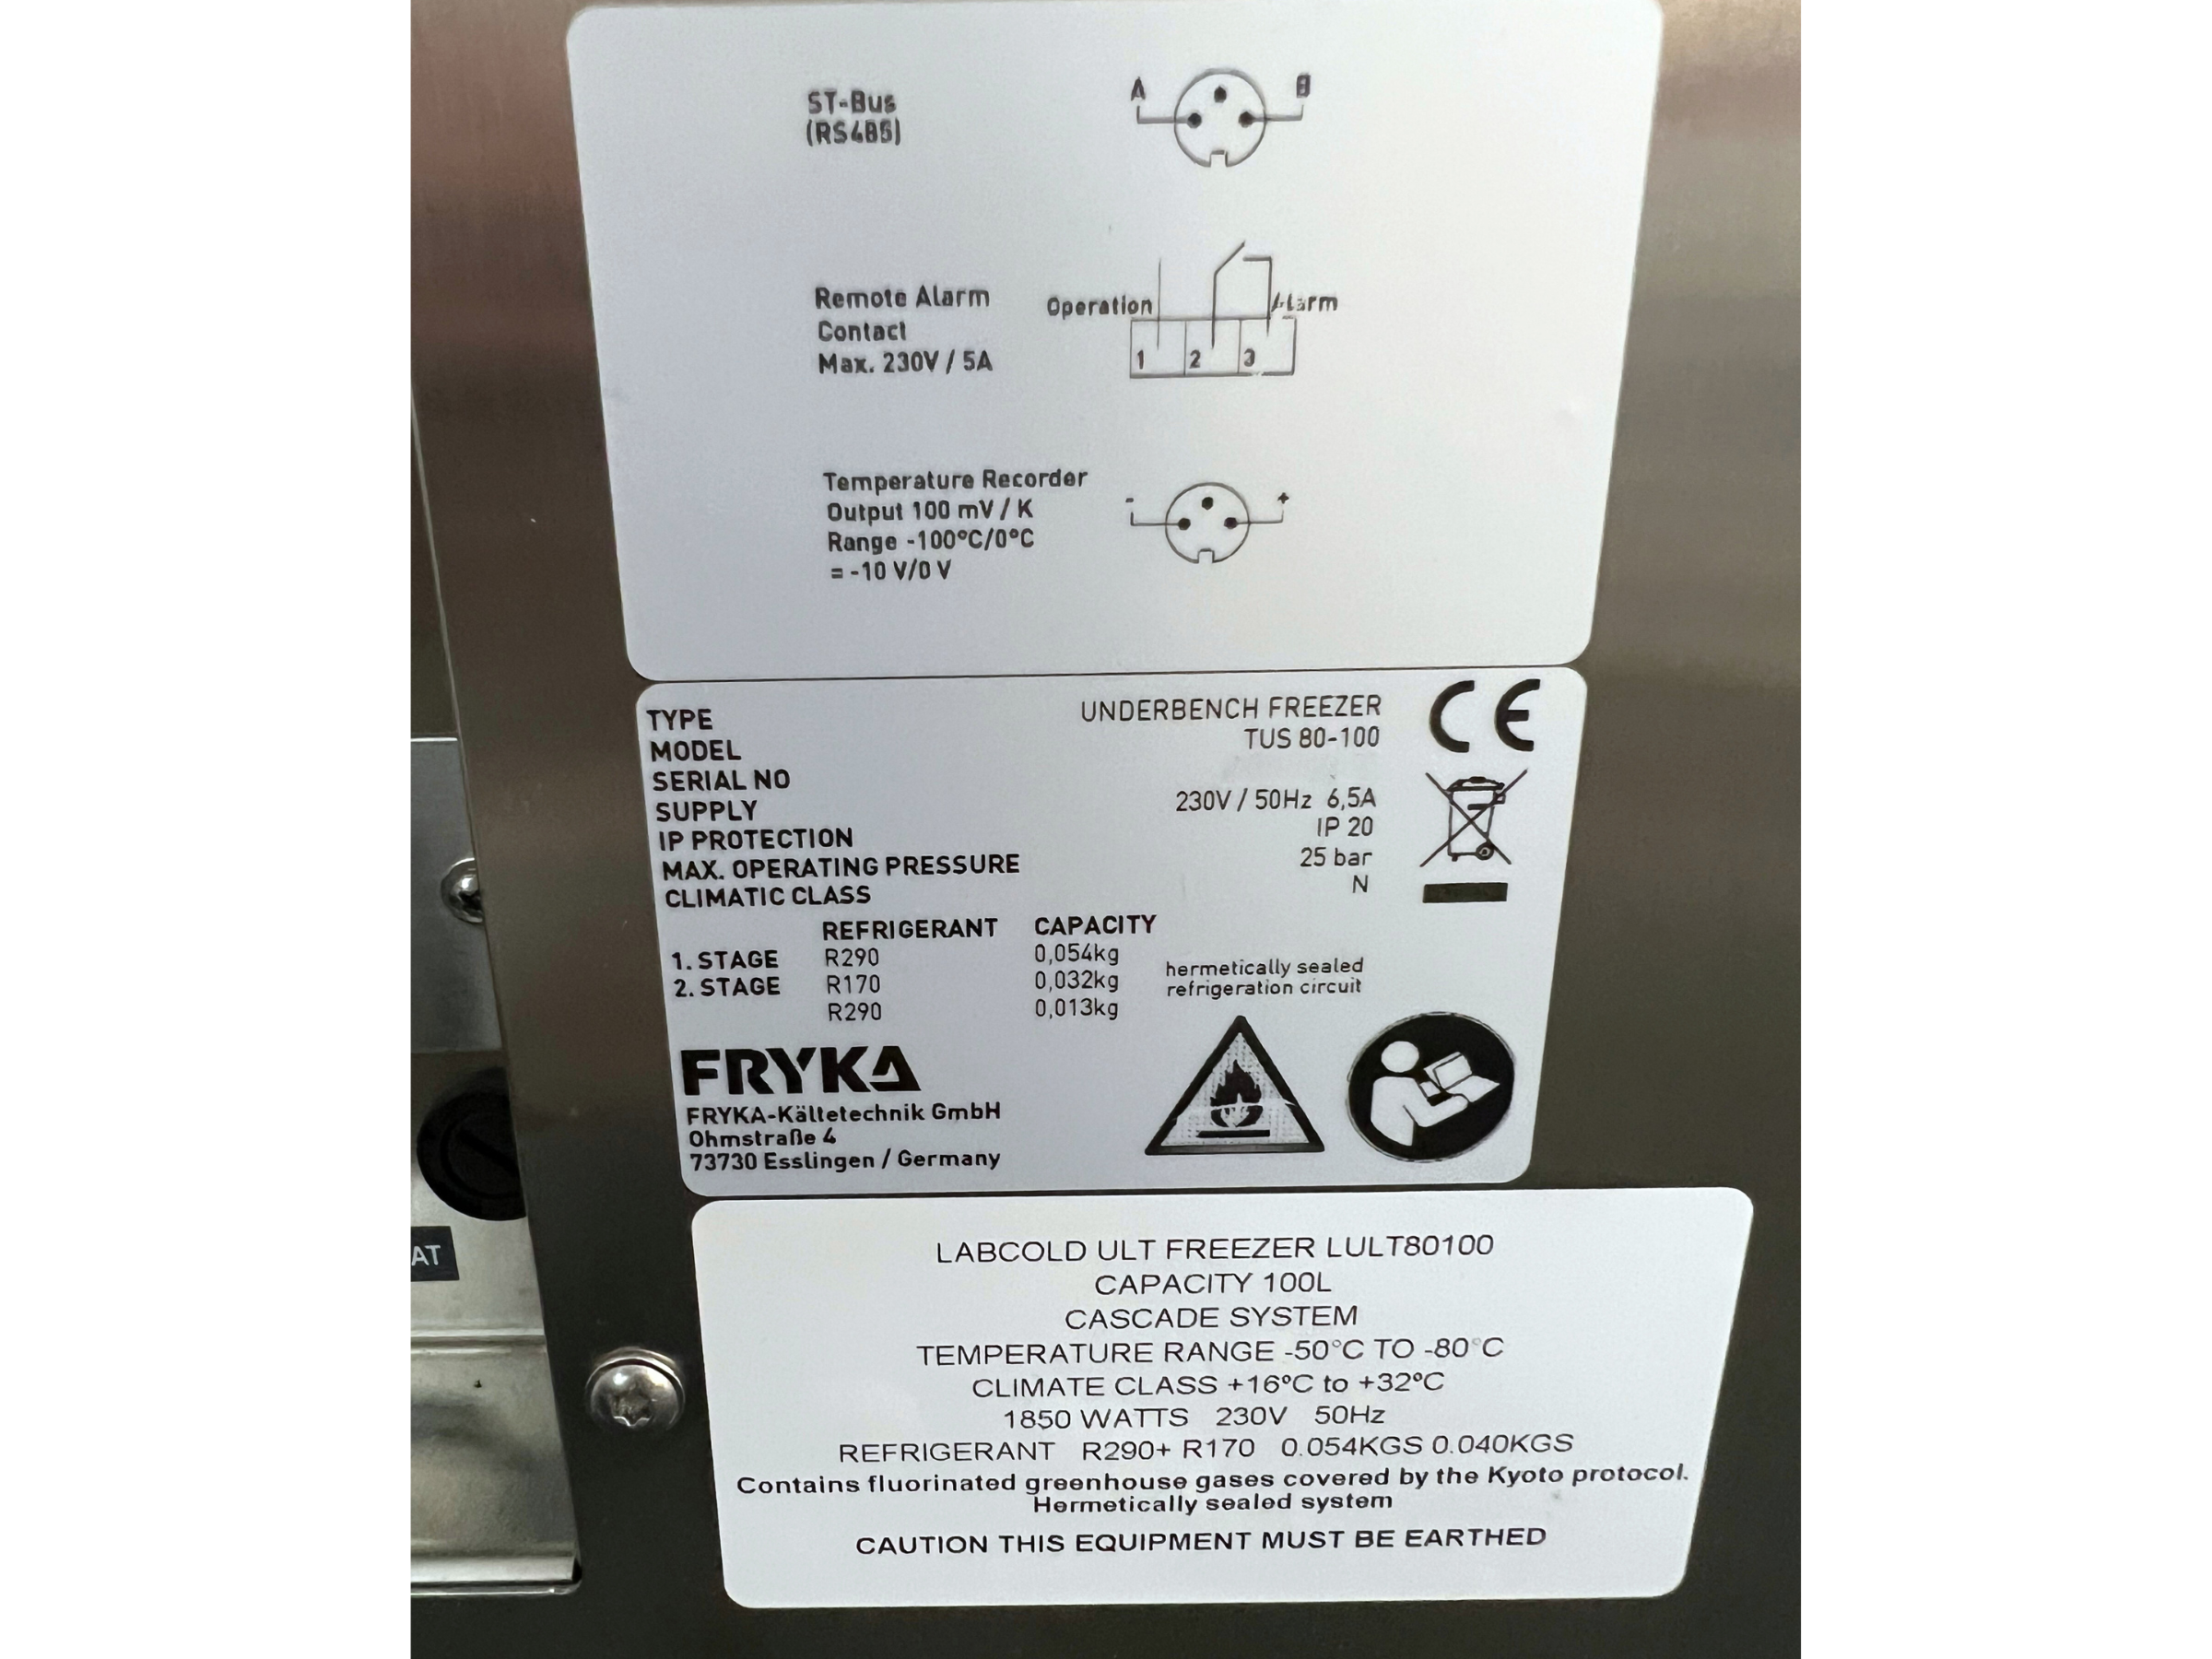 ST-Bus
(RS485)
A B
Remote Alarm
Contact
Max. 230V / 5A
Operation Alarm
1 2 3
Temperature Recorder
Output 100 mV / K
Range -100°C/0°C
= -10 V/0 V
- +
TYPE UNDERBENCH FREEZER
MODEL TUS 80-100
SERIAL NO
SUPPLY 230V / 50Hz 6,5A
IP PROTECTION IP 20
MAX. OPERATING PRESSURE 25 bar
CLIMATIC CLASS N
CE
REFRIGERANT CAPACITY
1. STAGE R290 0,054kg
2. STAGE R170 0,032kg
R290 0,013kg
hermetically sealed
refrigeration circuit
FRYKA
FRYKA-Kältetechnik GmbH
Ohmstraße 4
73730 Esslingen / Germany
AT
LABCOLD ULT FREEZER LULT80100
CAPACITY 100L
CASCADE SYSTEM
TEMPERATURE RANGE -50°C TO -80°C
CLIMATE CLASS +16ºC to +32ºC
1850 WATTS 230V 50Hz
REFRIGERANT R290+ R170 0.054KGS 0.040KGS
Contains fluorinated greenhouse gases covered by the Kyoto protocol.
Hermetically sealed system
CAUTION THIS EQUIPMENT MUST BE EARTHED